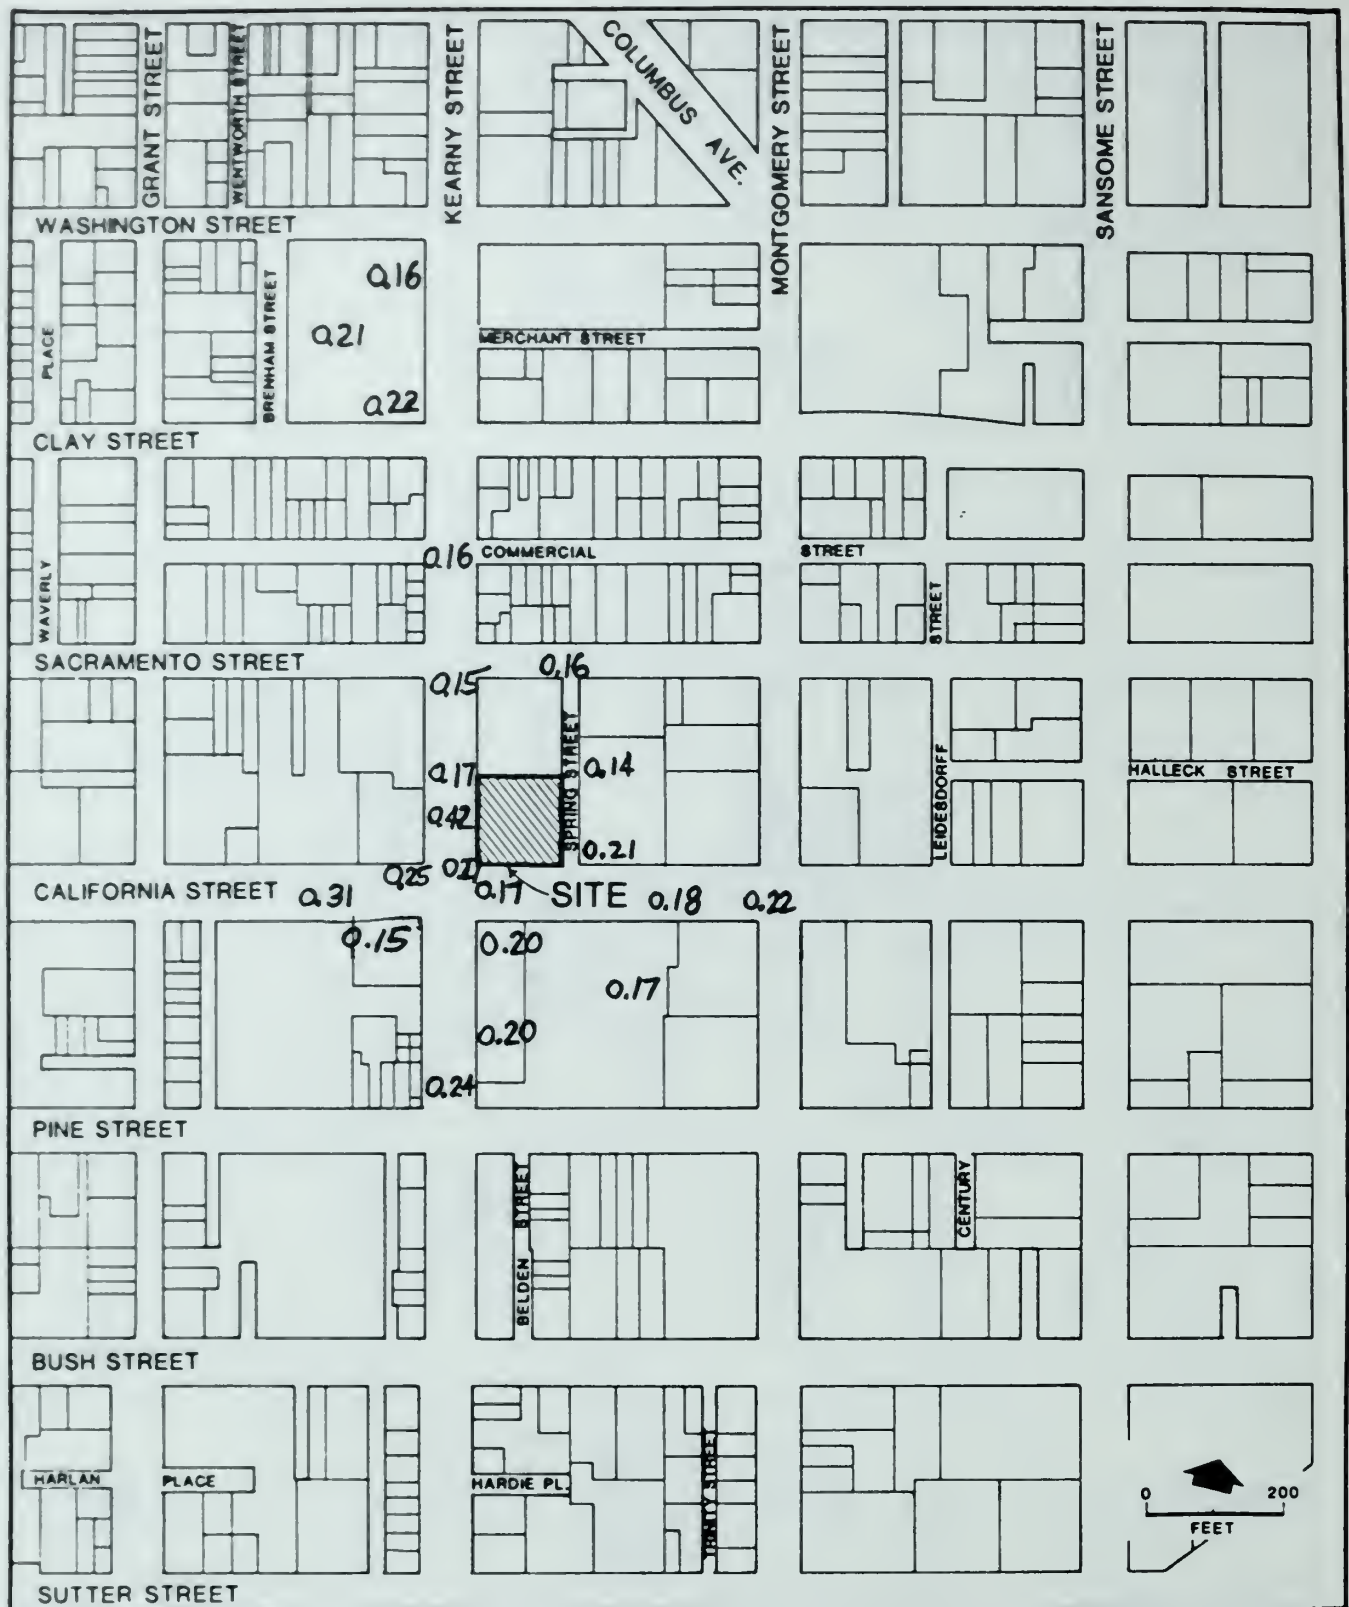 GRANT STREET
WENTWORTH STREET
KEARNY STREET
COLUMBUS AVE.
MONTGOMERY STREET
SANSOME STREET
WASHINGTON STREET
PLACE
BRENHAM STREET
0.16
0.21
0.22
MERCHANT STREET
CLAY STREET
WAVERLY
0.16
COMMERCIAL
STREET
STREET
SACRAMENTO STREET
0.15
0.16
SPRING STREET
0.17
0.14
0.42
0.21
LEIDESDORFF
HALLECK STREET
0.25
CALIFORNIA STREET
0.31
0.17
SITE
0.18
0.22
0.15
0.20
0.17
0.20
0.24
PINE STREET
BELDEN STREET
CENTURY
BUSH STREET
HARLAN
PLACE
HARDIE PL.
TRINITY STREET
0 200
FEET
SUTTER STREET